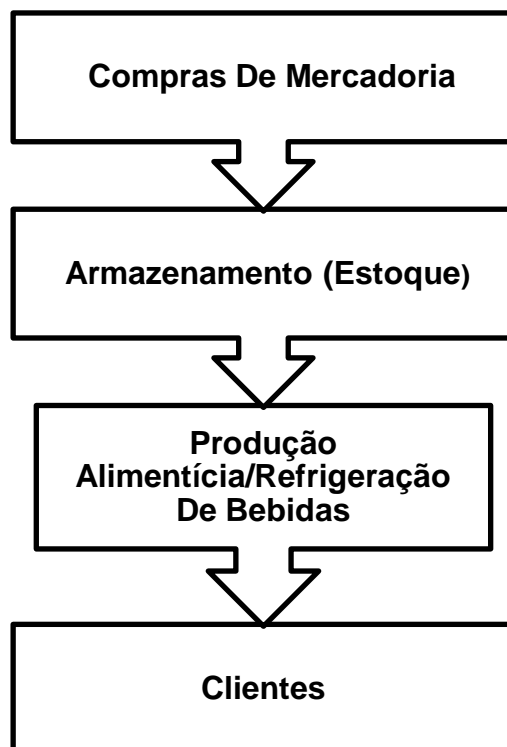 Compras De Mercadoria
Armazenamento (Estoque)
Produção
Alimentícia/Refrigeração
De Bebidas
Clientes